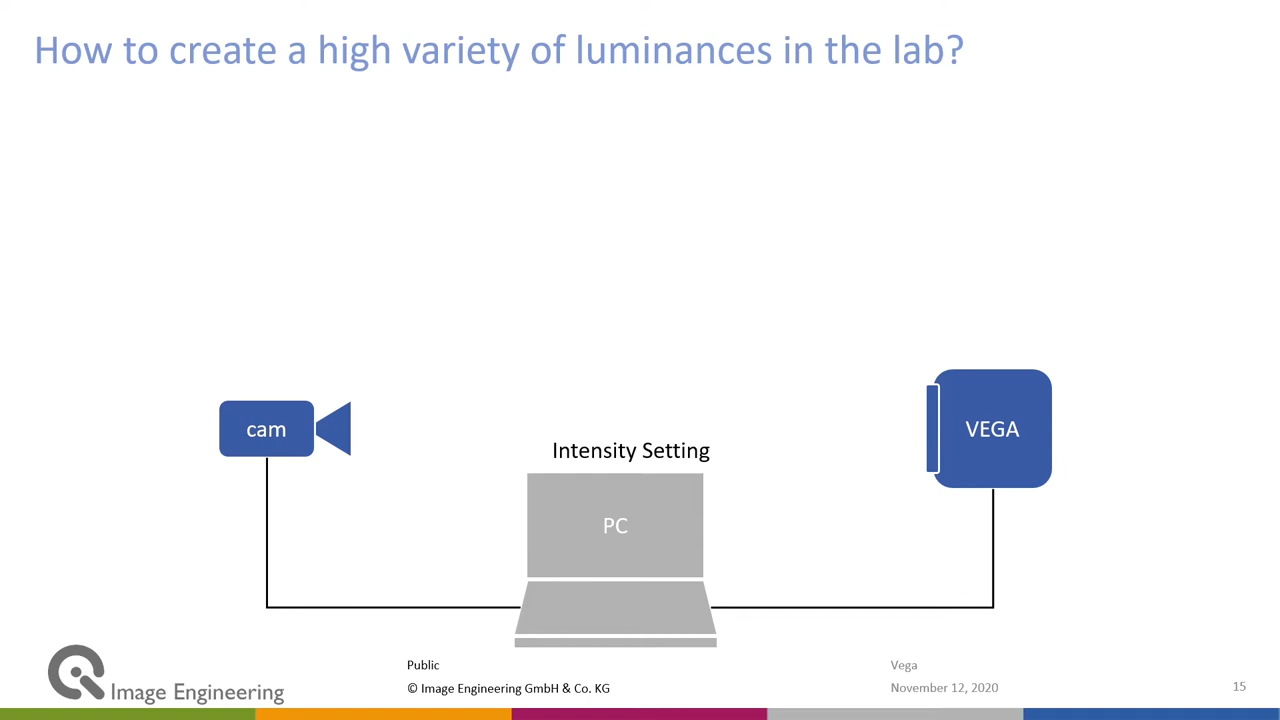 How to create a high variety of luminances in the lab?
cam
VEGA
Intensity Setting
PC
Image Engineering
Public
© Image Engineering GmbH & Co. KG
Vega
November 12, 2020
15